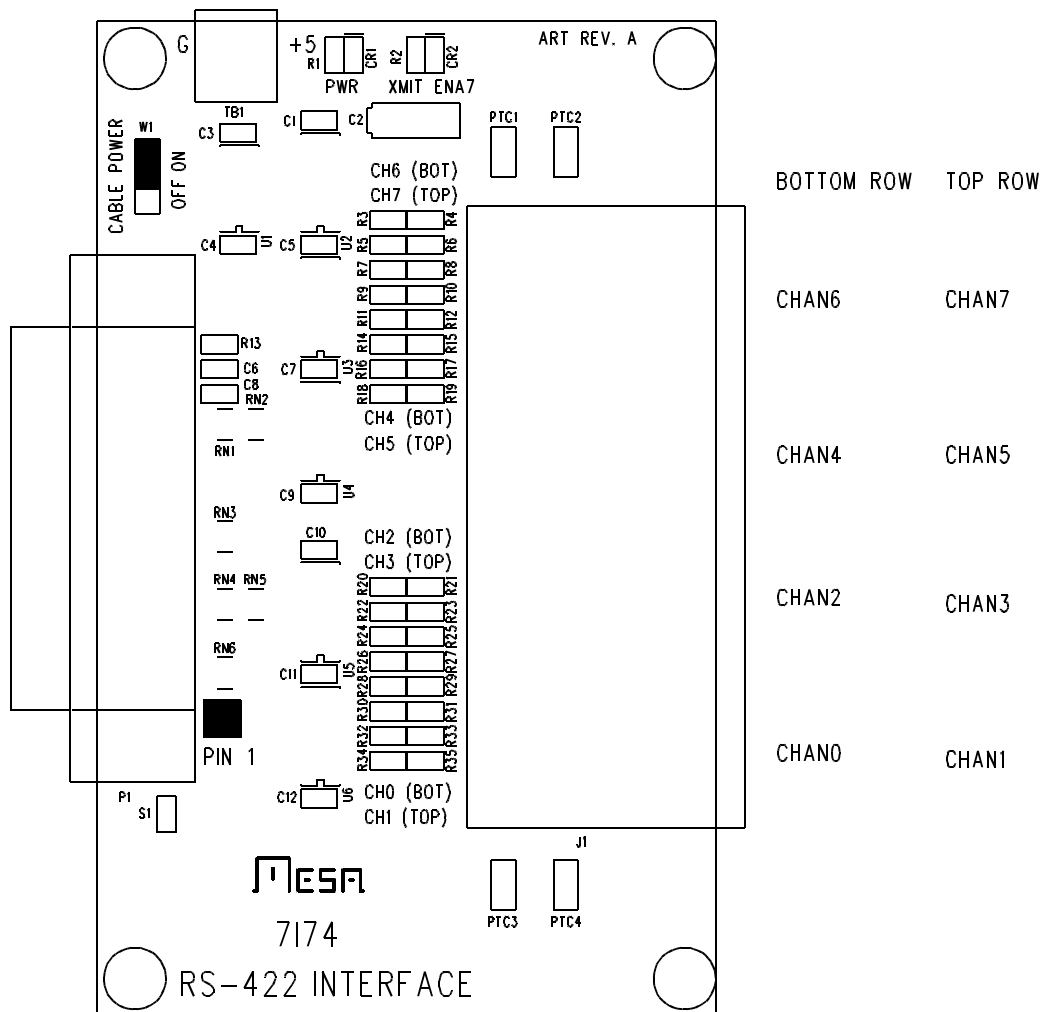 G
+5
R1
CR1
PWR
R2
CR2
XMIT ENA7
ART REV. A
TB1
C3
C1
C2
PTC1
PTC2
W1
CABLE POWER
OFF ON
CH6 (BOT)
CH7 (TOP)
BOTTOM ROW
TOP ROW
R3
R4
C4
U1
C5
U2
R5
R6
R7
R8
R9
R10
CHAN6
CHAN7
R11
R12
R13
R14
R15
C6
C7
U3
R16
R17
C8
R18
R19
RN2
CH4 (BOT)
CH5 (TOP)
RN1
CHAN4
CHAN5
C9
U4
RN3
C10
CH2 (BOT)
CH3 (TOP)
RN4
RN5
R20
R21
R22
R23
CHAN2
CHAN3
R24
R25
RN6
R26
R27
C11
U5
R28
R29
R30
R31
R32
R33
PIN 1
R34
R35
CHAN0
CHAN1
P1
S1
C12
U6
CH0 (BOT)
CH1 (TOP)
J1
MESA
7I74
PTC3
PTC4
RS-422 INTERFACE